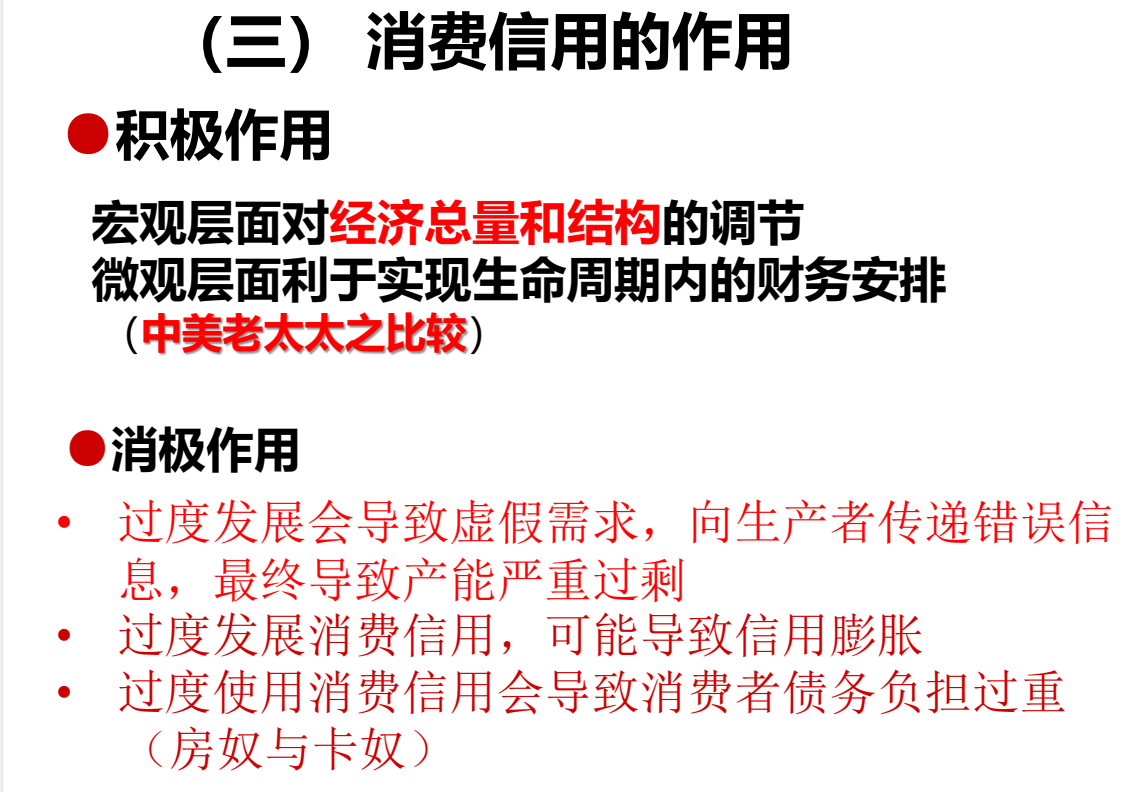 （三） 消费信用的作用
●积极作用
宏观层面对经济总量和结构的调节
微观层面利于实现生命周期内的财务安排
（中美老太太之比较）
●消极作用
• 过度发展会导致虚假需求，向生产者传递错误信
息，最终导致产能严重过剩
• 过度发展消费信用，可能导致信用膨胀
• 过度使用消费信用会导致消费者债务负担过重
（房奴与卡奴）